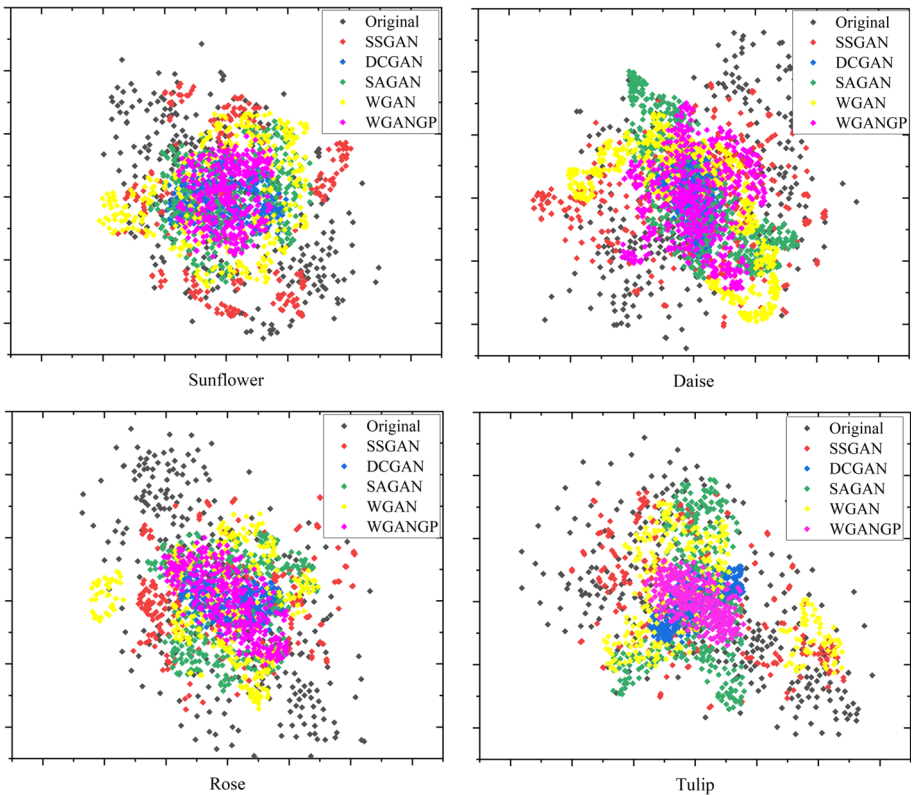 Original
SSGAN
DCGAN
SAGAN
WGAN
WGANGP
Sunflower
Original
SSGAN
DCGAN
SAGAN
WGAN
WGANGP
Daise
Original
SSGAN
DCGAN
SAGAN
WGAN
WGANGP
Rose
Original
SSGAN
DCGAN
SAGAN
WGAN
WGANGP
Tulip